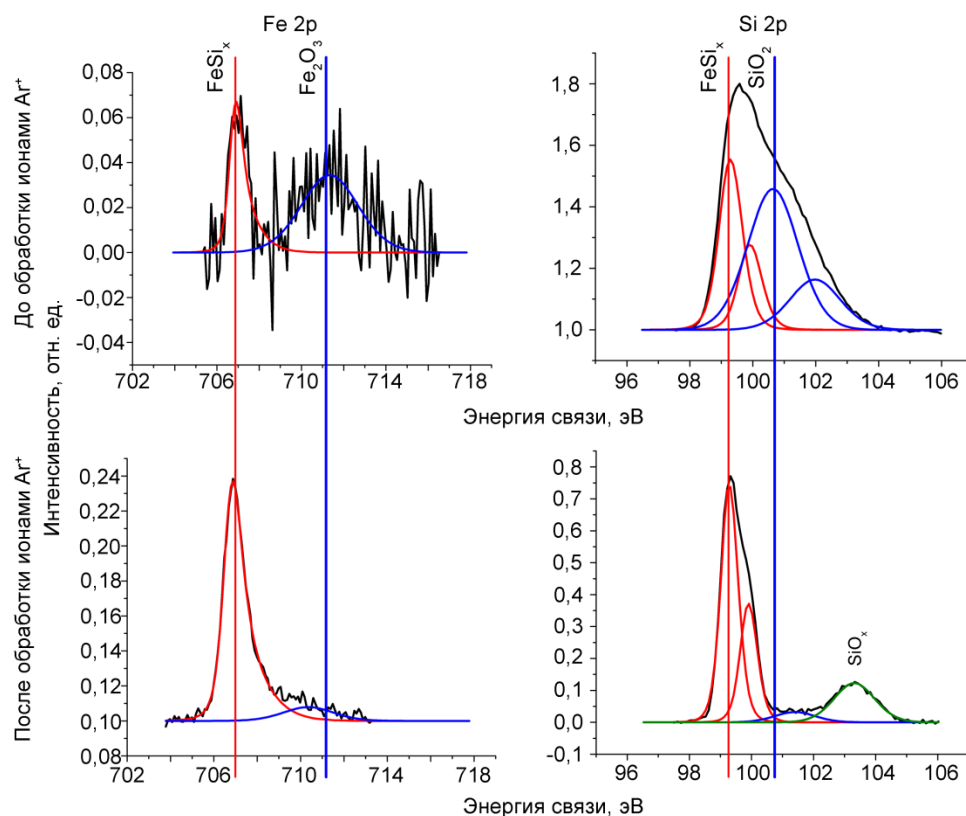 Fe 2p
Si 2p
FeSiₓ
Fe₂O₃
FeSiₓ
SiO₂
До обработки ионами Ar⁺
Интенсивность, отн. ед.
0,08
0,06
0,04
0,02
0,00
-0,02
-0,04
702 706 710 714 718
1,8
1,6
1,4
1,2
1,0
96 98 100 102 104 106
Энергия связи, эВ
После обработки ионами Ar⁺
0,24
0,22
0,20
0,18
0,16
0,14
0,12
0,10
0,08
702 706 710 714 718
0,8
0,7
0,6
0,5
0,4
0,3
0,2
0,1
0,0
-0,1
SiOₓ
96 98 100 102 104 106
Энергия связи, эВ